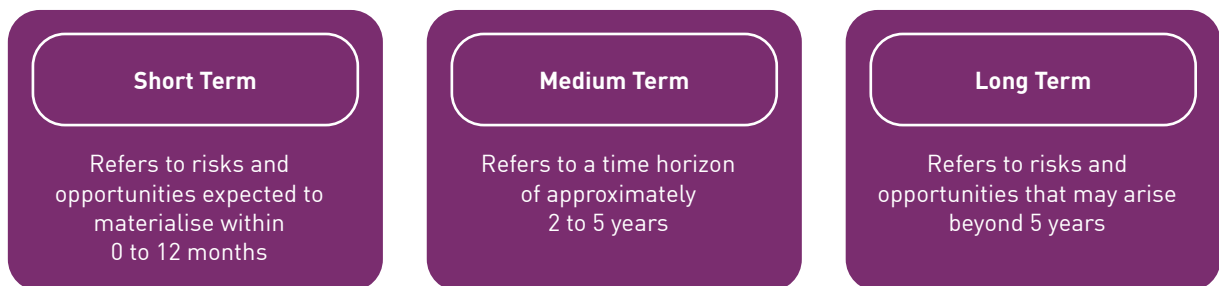 Short Term
Refers to risks and
opportunities expected to
materialise within
0 to 12 months
Medium Term
Refers to a time horizon
of approximately
2 to 5 years
Long Term
Refers to risks and
opportunities that may arise
beyond 5 years